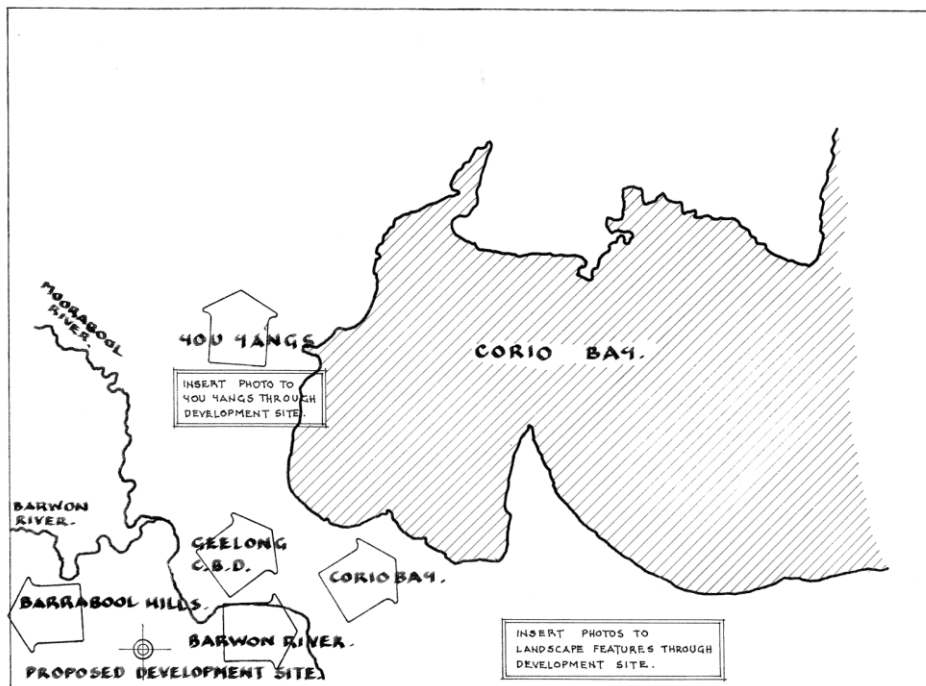 MOORABOOL
RIVER.
YOU YANGS
CORIO BAY.
INSERT PHOTO TO
YOU YANGS THROUGH
DEVELOPMENT SITE.
BARWON
RIVER.
GEELONG
C.B.D.
CORIO BAY.
BARRABOOL HILLS.
BARWON RIVER.
PROPOSED DEVELOPMENT SITE.
INSERT PHOTOS TO
LANDSCAPE FEATURES THROUGH
DEVELOPMENT SITE.